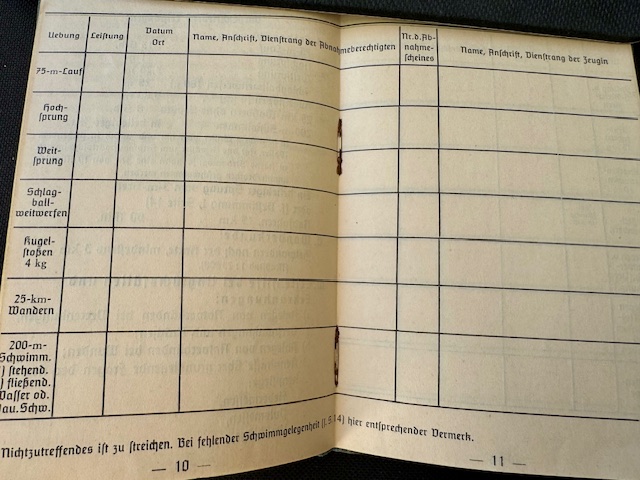 Uebung Leistung Datum Ort Name, Anschrift, Dienstrang der Abnahmeberechtigten Nr. d. Ab-nahme-scheines Name, Anschrift, Dienstrang der Zeugin
75-m-Lauf
Hoch-
sprung
Weit-
sprung
Schlag-
ball-
weitwerfen
Kugel-
stoßen
4 kg
25-km-
Wandern
200-m-
Schwimm.
) stehend.
) fließend.
Wasser od.
Schw.
Nichtzutreffendes ist zu streichen. Bei fehlender Schwimmgelegenheit (s. S. 4) hier entsprechender Vermerk.
— 10 — — 11 —